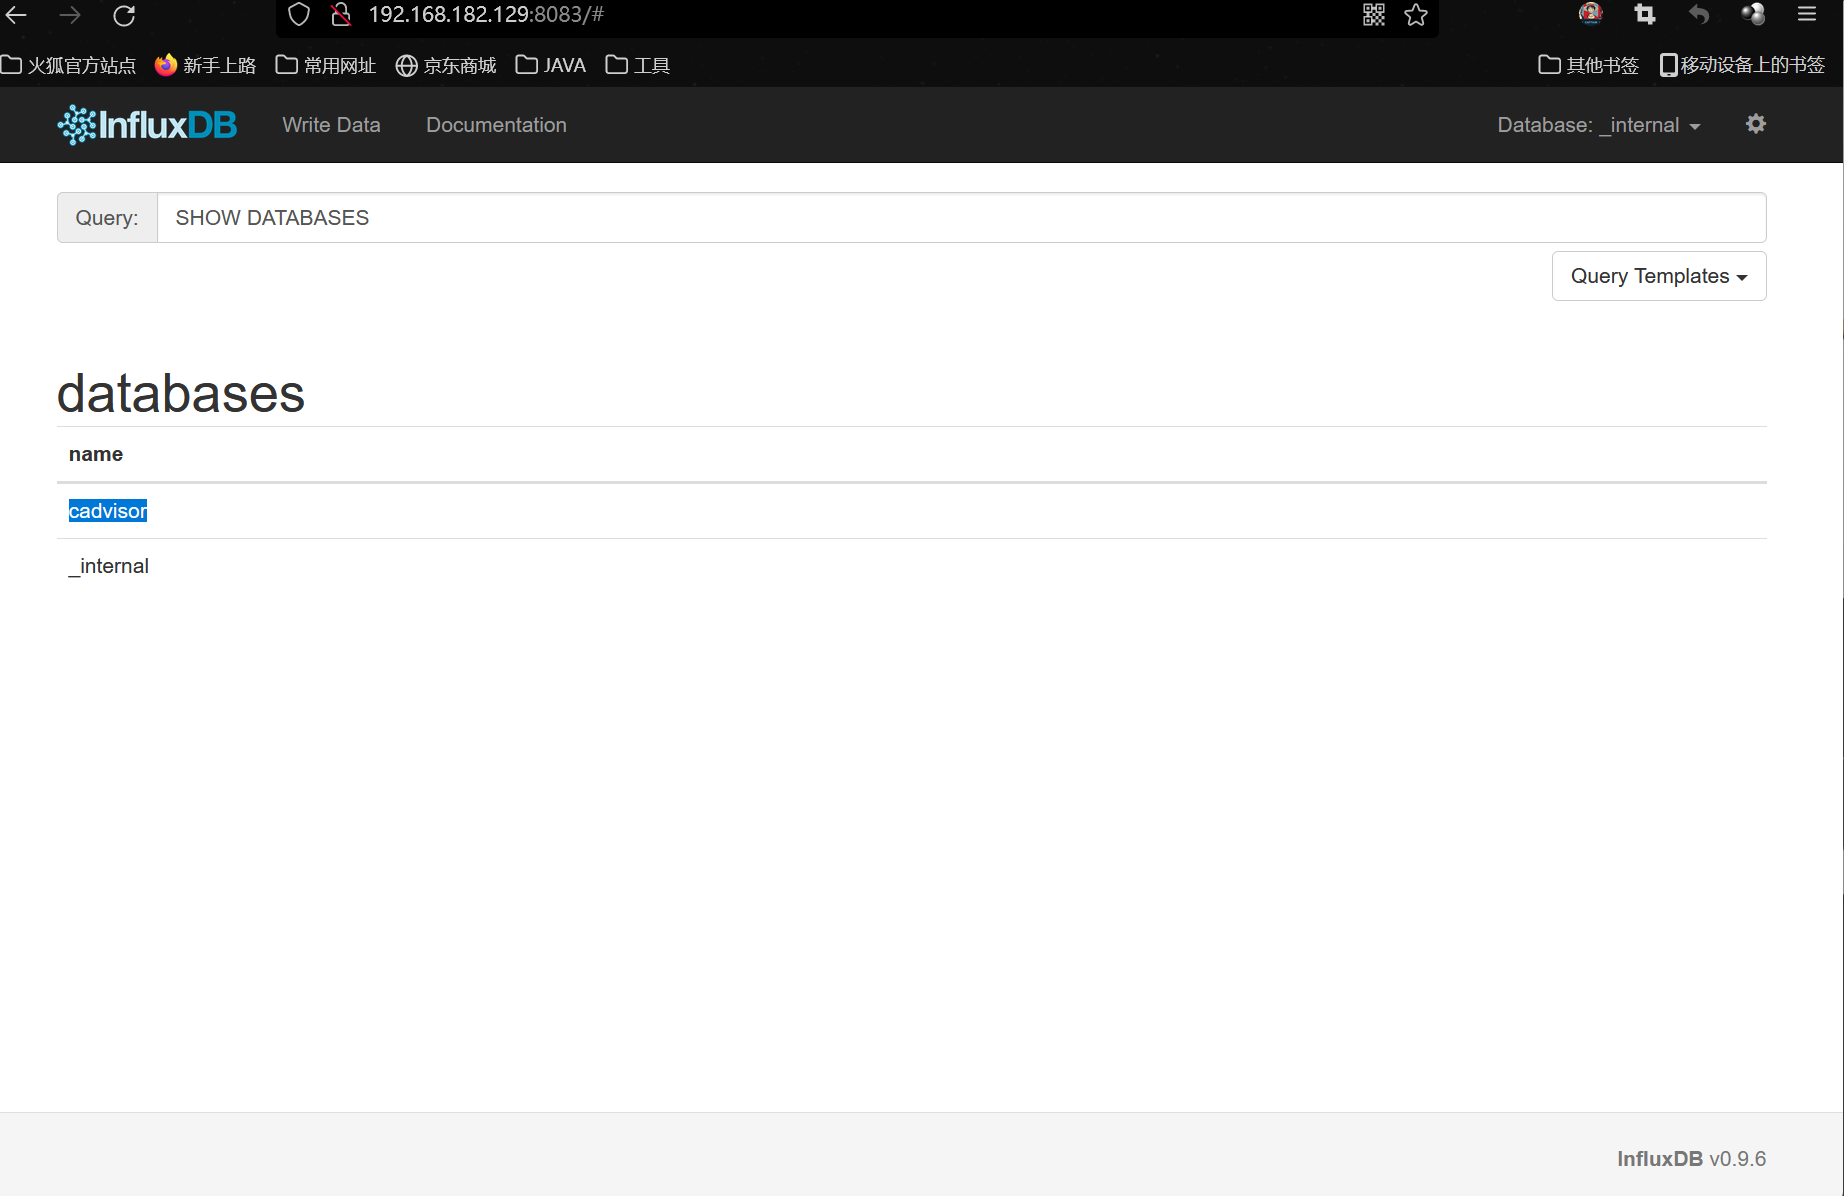 192.168.182.129:8083/#
火狐官方站点 新手上路 常用网址 京东商城 JAVA 工具 其他书签 移动设备上的书签
InfluxDB Write Data Documentation Database: _internal
Query: SHOW DATABASES
Query Templates
databases
name
cadvisor
_internal
InfluxDB v0.9.6